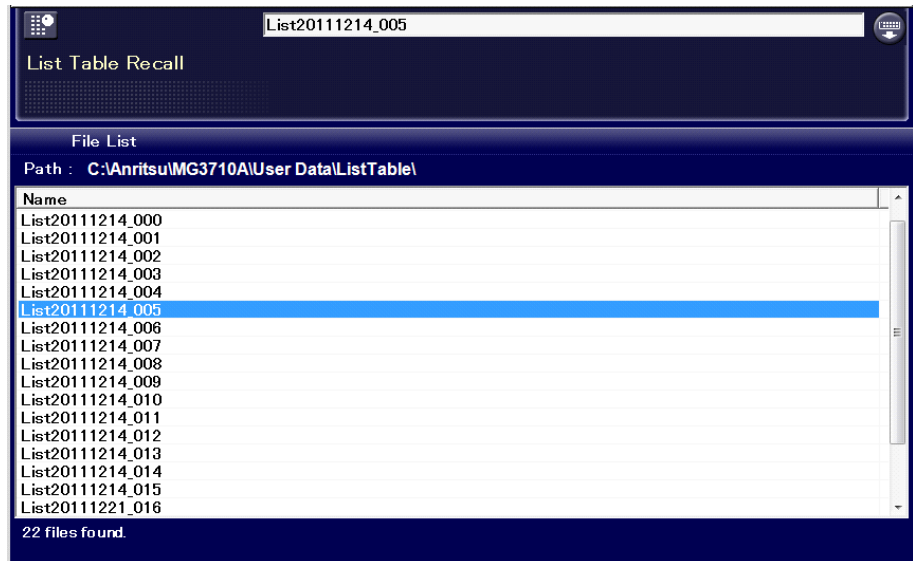 List20111214_005
List Table Recall
File List
Path : C:\Anritsu\MG3710A\User Data\ListTable\
Name
List20111214_000
List20111214_001
List20111214_002
List20111214_003
List20111214_004
List20111214_005
List20111214_006
List20111214_007
List20111214_008
List20111214_009
List20111214_010
List20111214_011
List20111214_012
List20111214_013
List20111214_014
List20111214_015
List20111221_016
22 files found.